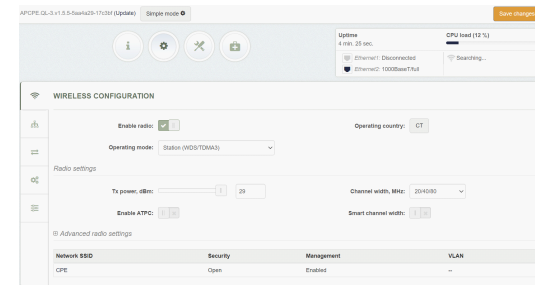 APCPE.QL-3.v1.5.5-5aa4a29-17c3bf (Update) Simple mode Save changes
Uptime CPU load (12 %)
4 min, 25 sec.
Ethernet1: Disconnected Searching...
Ethernet2: 1000BaseT/full
WIRELESS CONFIGURATION
Enable radio: Operating country: CT
Operating mode: Station (WDS/TDMA3)
Radio settings
Tx power, dBm: 29 Channel width, MHz: 20/40/80
Enable ATPC: Smart channel width:
Advanced radio settings
Network SSID Security Management VLAN
CPE Open Enabled --